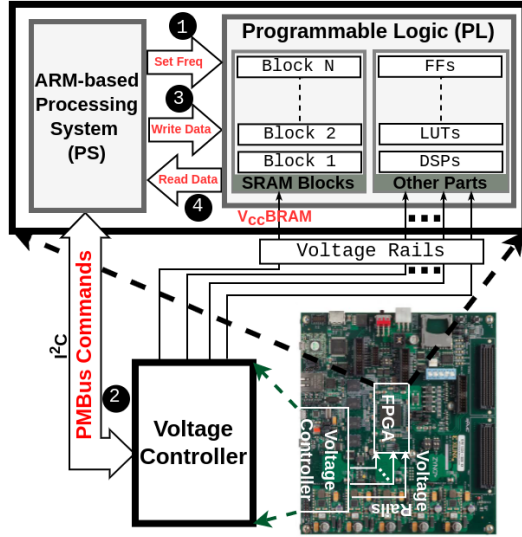 1
Programmable Logic (PL)
ARM-based
Processing
System
(PS)
Set Freq
3
Write Data
Read Data
4
Block N
Block 2
Block 1
SRAM Blocks
FFs
LUTs
DSPs
Other Parts
VCCBRAM
Voltage Rails
I²C
PMBus Commands
2
Voltage
Controller
FPGA
Voltage
Controller
Voltage
Rails